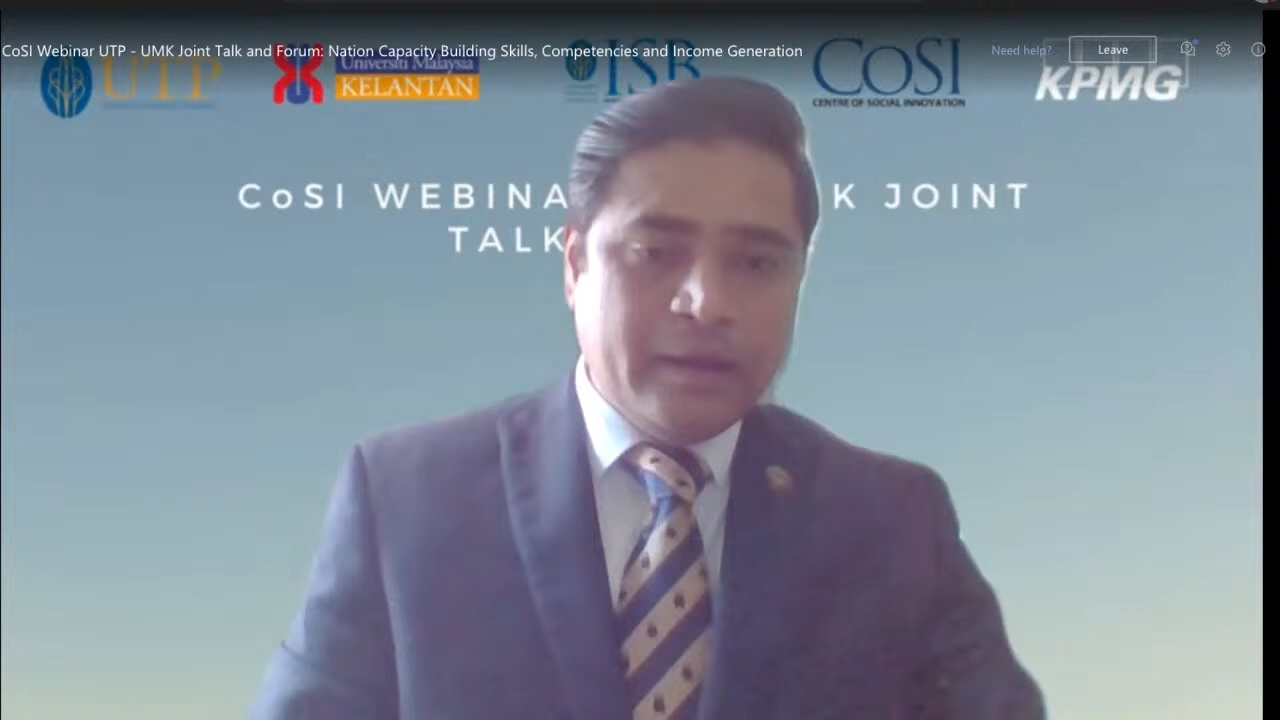 CoSI Webinar UTP - UMK Joint Talk and Forum: Nation Capacity Building Skills, Competencies and Income Generation
Need help?
Leave
UTP
Universiti Malaysia
KELANTAN
ISB
CoSI
CENTRE OF SOCIAL INNOVATION
KPMG
CoSI WEBINA K JOINT
TALK